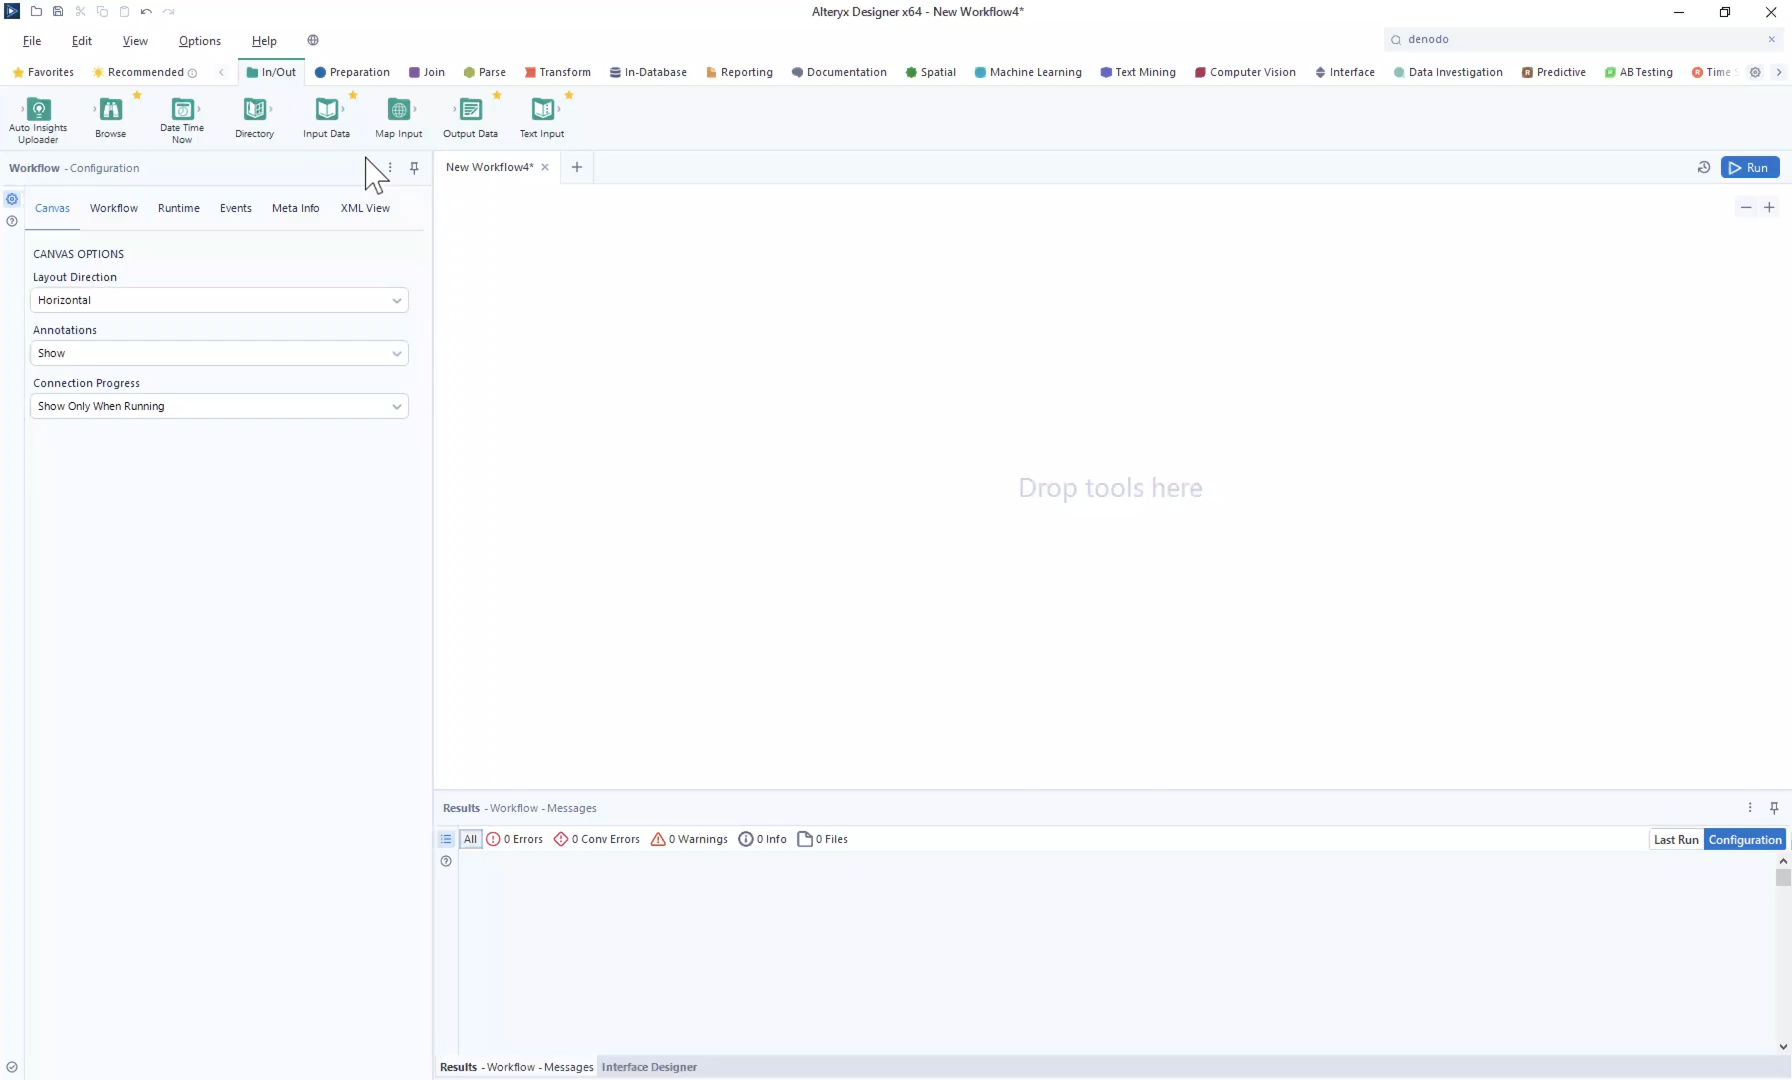 Alteryx Designer x64 - New Workflow4*
File Edit View Options Help
denodo
Favorites Recommended In/Out Preparation Join Parse Transform In-Database Reporting Documentation Spatial Machine Learning Text Mining Computer Vision Interface Data Investigation Predictive AB Testing Time
Auto Insights Uploader
Browse
Date Time Now
Directory
Input Data
Map Input
Output Data
Text Input
Workflow - Configuration
New Workflow4*
Run
Canvas Workflow Runtime Events Meta Info XML View
CANVAS OPTIONS
Layout Direction
Horizontal
Annotations
Show
Connection Progress
Show Only When Running
Drop tools here
Results - Workflow - Messages
All 0 Errors 0 Conv Errors 0 Warnings 0 Info 0 Files
Last Run Configuration
Results - Workflow - Messages Interface Designer